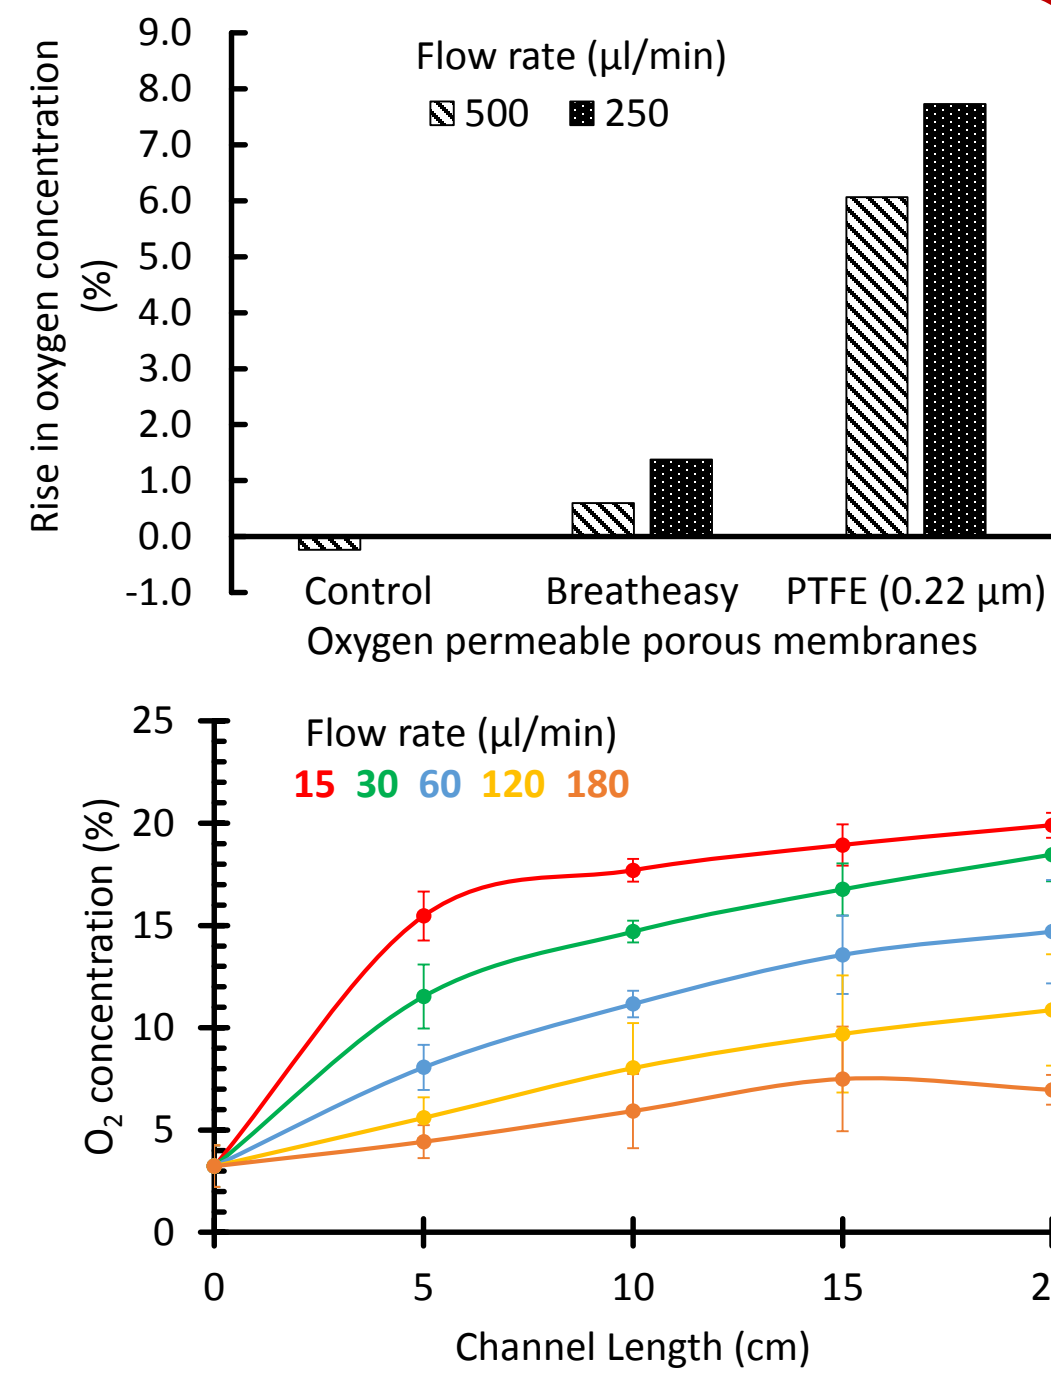 Rise in oxygen concentration
(%)
9.0
8.0
7.0
6.0
5.0
4.0
3.0
2.0
1.0
0.0
-1.0
Flow rate (µl/min)
500 250
Control Breatheasy PTFE (0.22 µm)
Oxygen permeable porous membranes
O2 concentration (%)
25
20
15
10
5
0
Flow rate (µl/min)
15 30 60 120 180
0 5 10 15 2
Channel Length (cm)